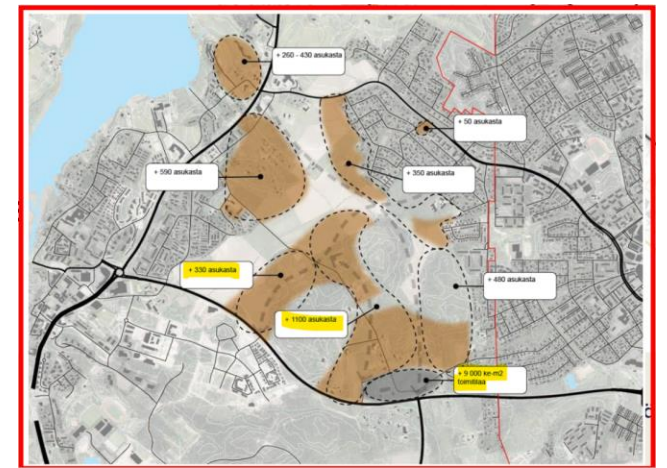 + 260 - 430 asukasta
+ 50 asukasta
+ 590 asukasta
+ 350 asukasta
+ 330 asukasta
+ 480 asukasta
+ 1100 asukasta
+ 9 000 ke-m2
toimitilaa